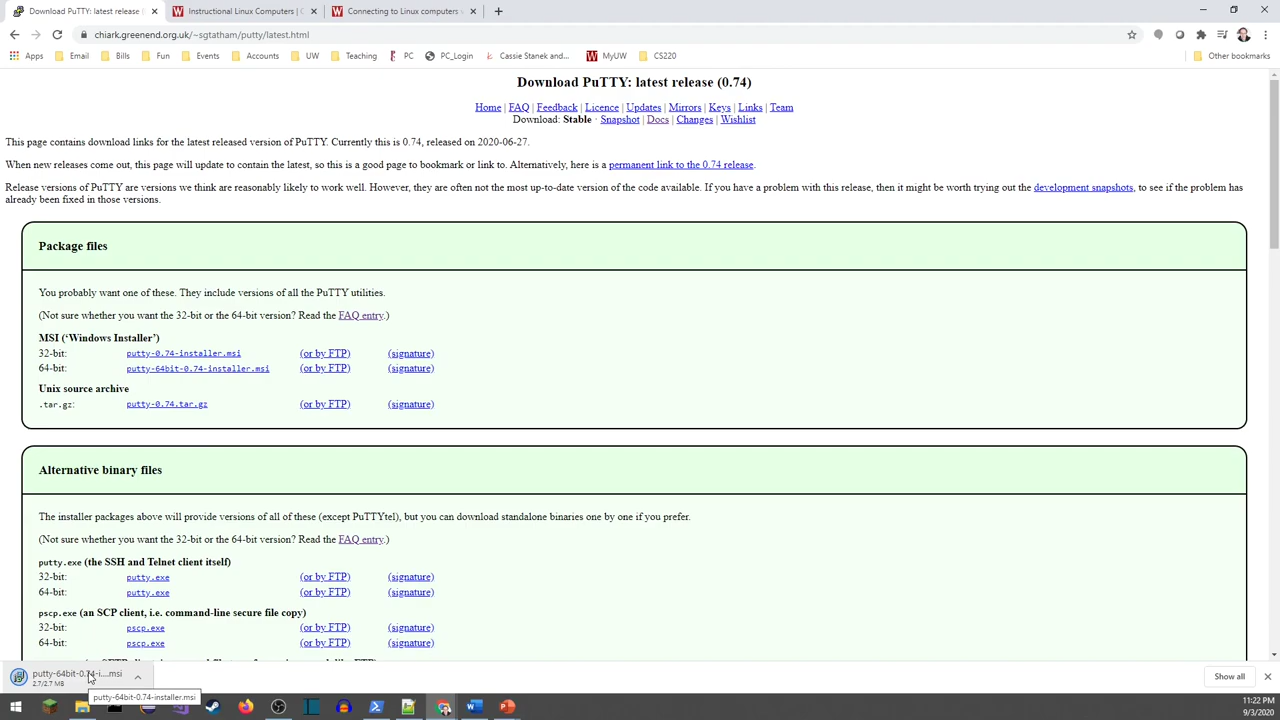 Download PuTTY: latest release (
Instructional Linux Computers | C
Connecting to Linux computers v
chiark.greenend.org.uk/~sgtatham/putty/latest.html
Apps Email Bills Fun Events Accounts UW Teaching PC PC_Login Cassie Stanek and... MyUW CS220 Other bookmarks
Download PuTTY: latest release (0.74)
Home | FAQ | Feedback | Licence | Updates | Mirrors | Keys | Links | Team
Download: Stable · Snapshot | Docs | Changes | Wishlist
This page contains download links for the latest released version of PuTTY. Currently this is 0.74, released on 2020-06-27.
When new releases come out, this page will update to contain the latest, so this is a good page to bookmark or link to. Alternatively, here is a permanent link to the 0.74 release.
Release versions of PuTTY are versions we think are reasonably likely to work well. However, they are often not the most up-to-date version of the code available. If you have a problem with this release, then it might be worth trying out the development snapshots, to see if the problem has
already been fixed in those versions.
Package files
You probably want one of these. They include versions of all the PuTTY utilities.
(Not sure whether you want the 32-bit or the 64-bit version? Read the FAQ entry.)
MSI (‘Windows Installer’)
32-bit: putty-0.74-installer.msi (or by FTP) (signature)
64-bit: putty-64bit-0.74-installer.msi (or by FTP) (signature)
Unix source archive
.tar.gz: putty-0.74.tar.gz (or by FTP) (signature)
Alternative binary files
The installer packages above will provide versions of all of these (except PuTTYtel), but you can download standalone binaries one by one if you prefer.
(Not sure whether you want the 32-bit or the 64-bit version? Read the FAQ entry.)
putty.exe (the SSH and Telnet client itself)
32-bit: putty.exe (or by FTP) (signature)
64-bit: putty.exe (or by FTP) (signature)
pscp.exe (an SCP client, i.e. command-line secure file copy)
32-bit: pscp.exe (or by FTP) (signature)
64-bit: pscp.exe (or by FTP) (signature)
putty-64bit-0.74-i....msi
2.7/2.7 MB
Show all
putty-64bit-0.74-installer.msi
11:22 PM
9/3/2020